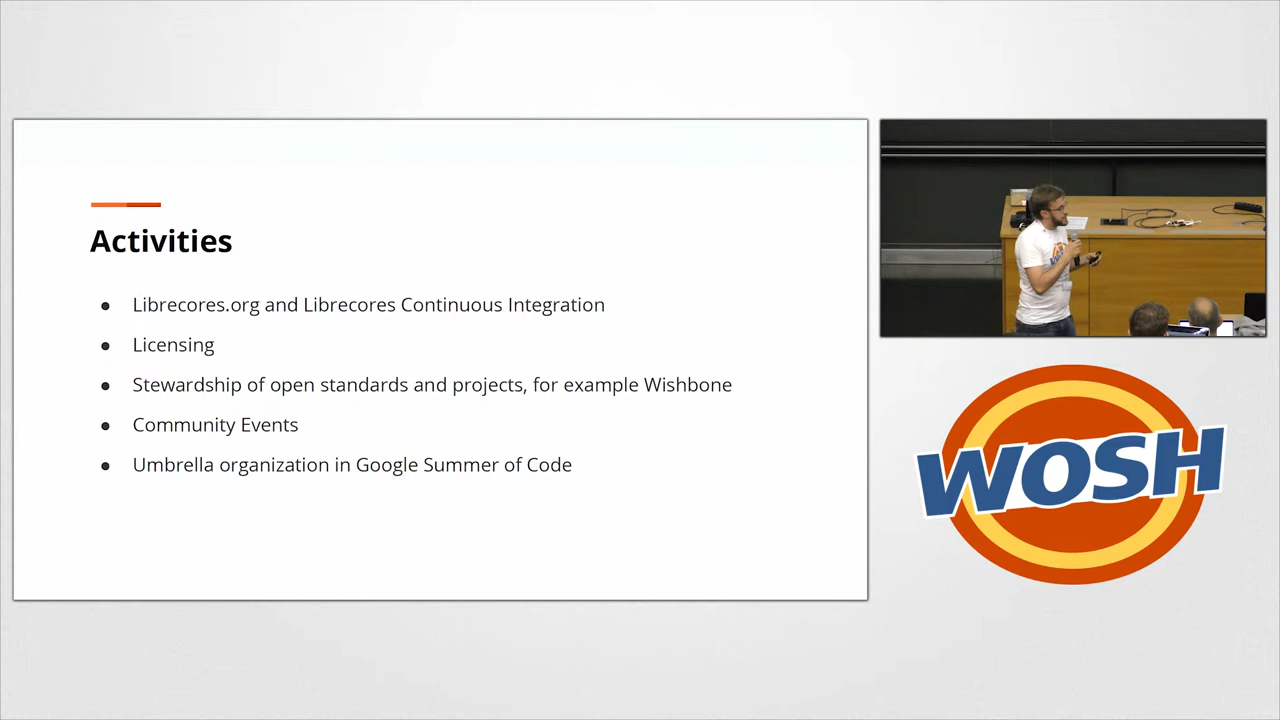 Activities
● Librecores.org and Librecores Continuous Integration
● Licensing
● Stewardship of open standards and projects, for example Wishbone
● Community Events
● Umbrella organization in Google Summer of Code
WOSH